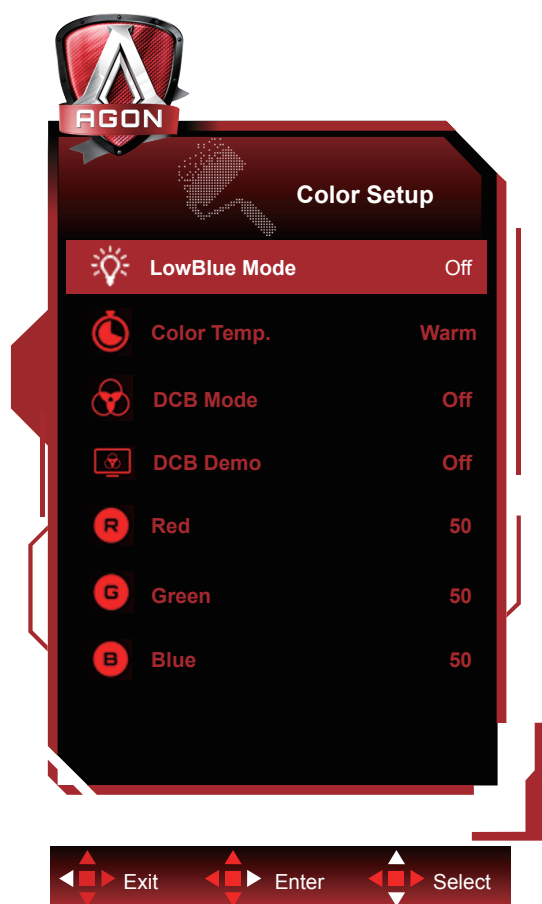 AGON
Color Setup
LowBlue Mode Off
Color Temp. Warm
DCB Mode Off
DCB Demo Off
R Red 50
G Green 50
B Blue 50
Exit Enter Select